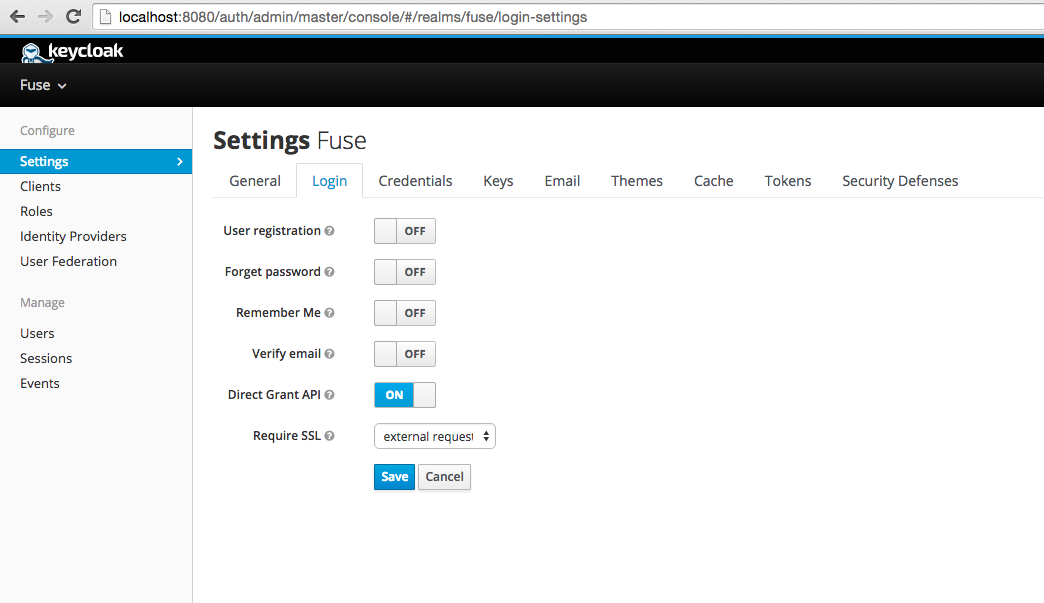 localhost:8080/auth/admin/master/console/#/realms/fuse/login-settings
keycloak
Fuse
Configure
Settings
Clients
Roles
Identity Providers
User Federation
Manage
Users
Sessions
Events
Settings Fuse
General Login Credentials Keys Email Themes Cache Tokens Security Defenses
User registration ? OFF
Forget password ? OFF
Remember Me ? OFF
Verify email ? OFF
Direct Grant API ? ON
Require SSL ? external request
Save Cancel